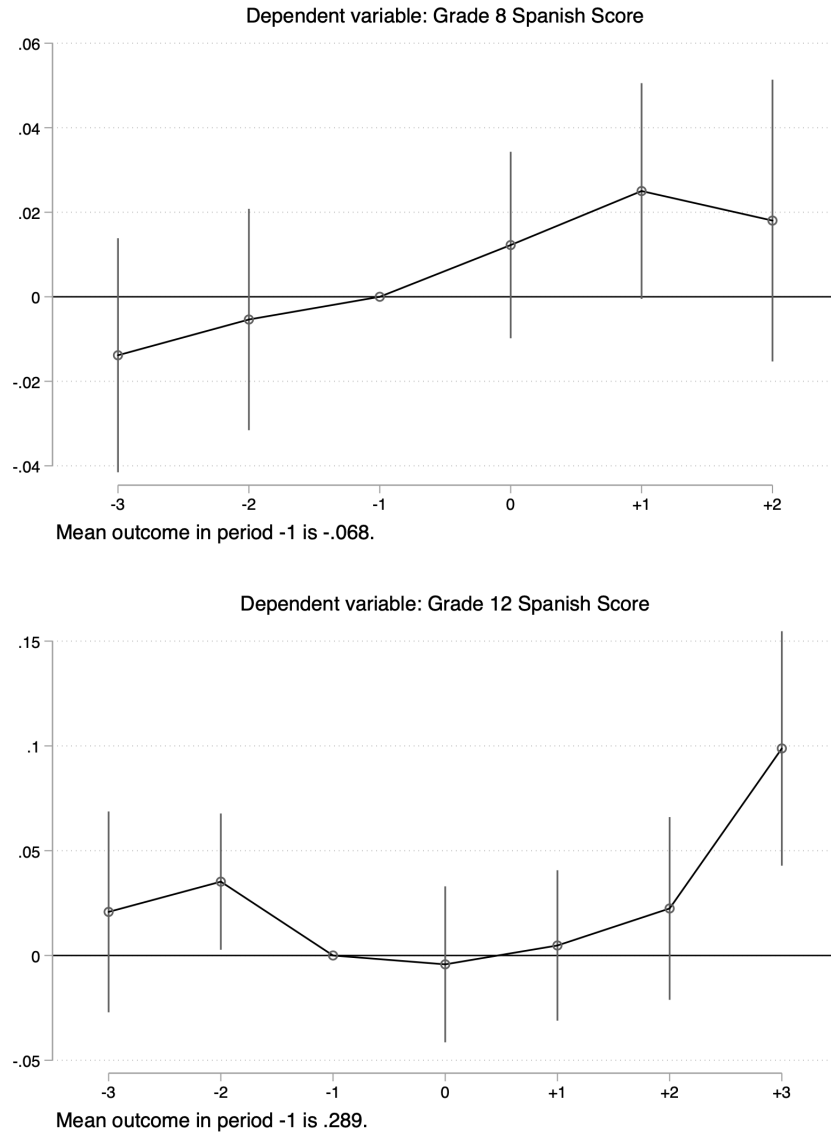 Dependent variable: Grade 8 Spanish Score
.06
.04
.02
0
-.02
-.04
-3 -2 -1 0 +1 +2
Mean outcome in period -1 is -.068.
Dependent variable: Grade 12 Spanish Score
.15
.1
.05
0
-.05
-3 -2 -1 0 +1 +2 +3
Mean outcome in period -1 is .289.